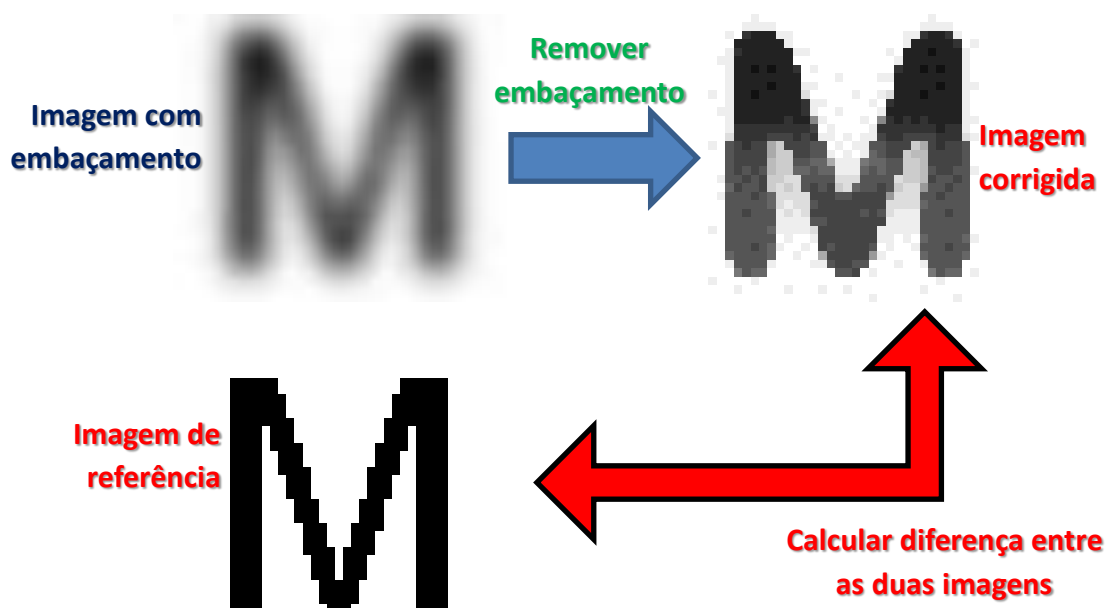 Remover
embaçamento
Imagem com
embaçamento
M
M
Imagem
corrigida
Imagem de
referência
M
Calcular diferença entre
as duas imagens